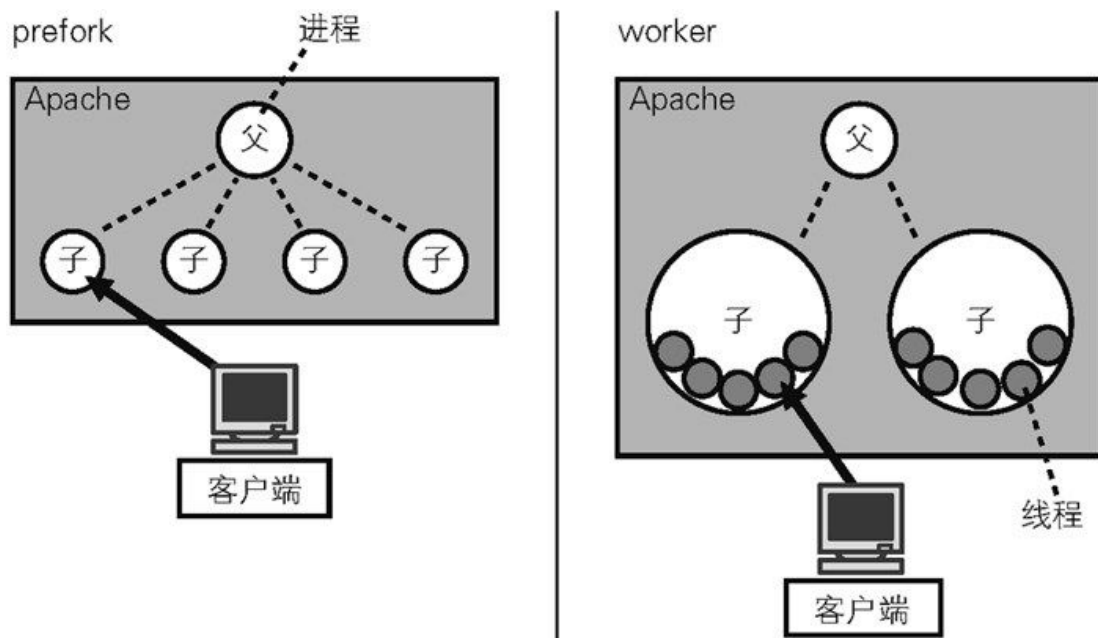 prefork
进程
Apache
父
子
子
子
子
客户端
worker
Apache
父
子
子
线程
客户端